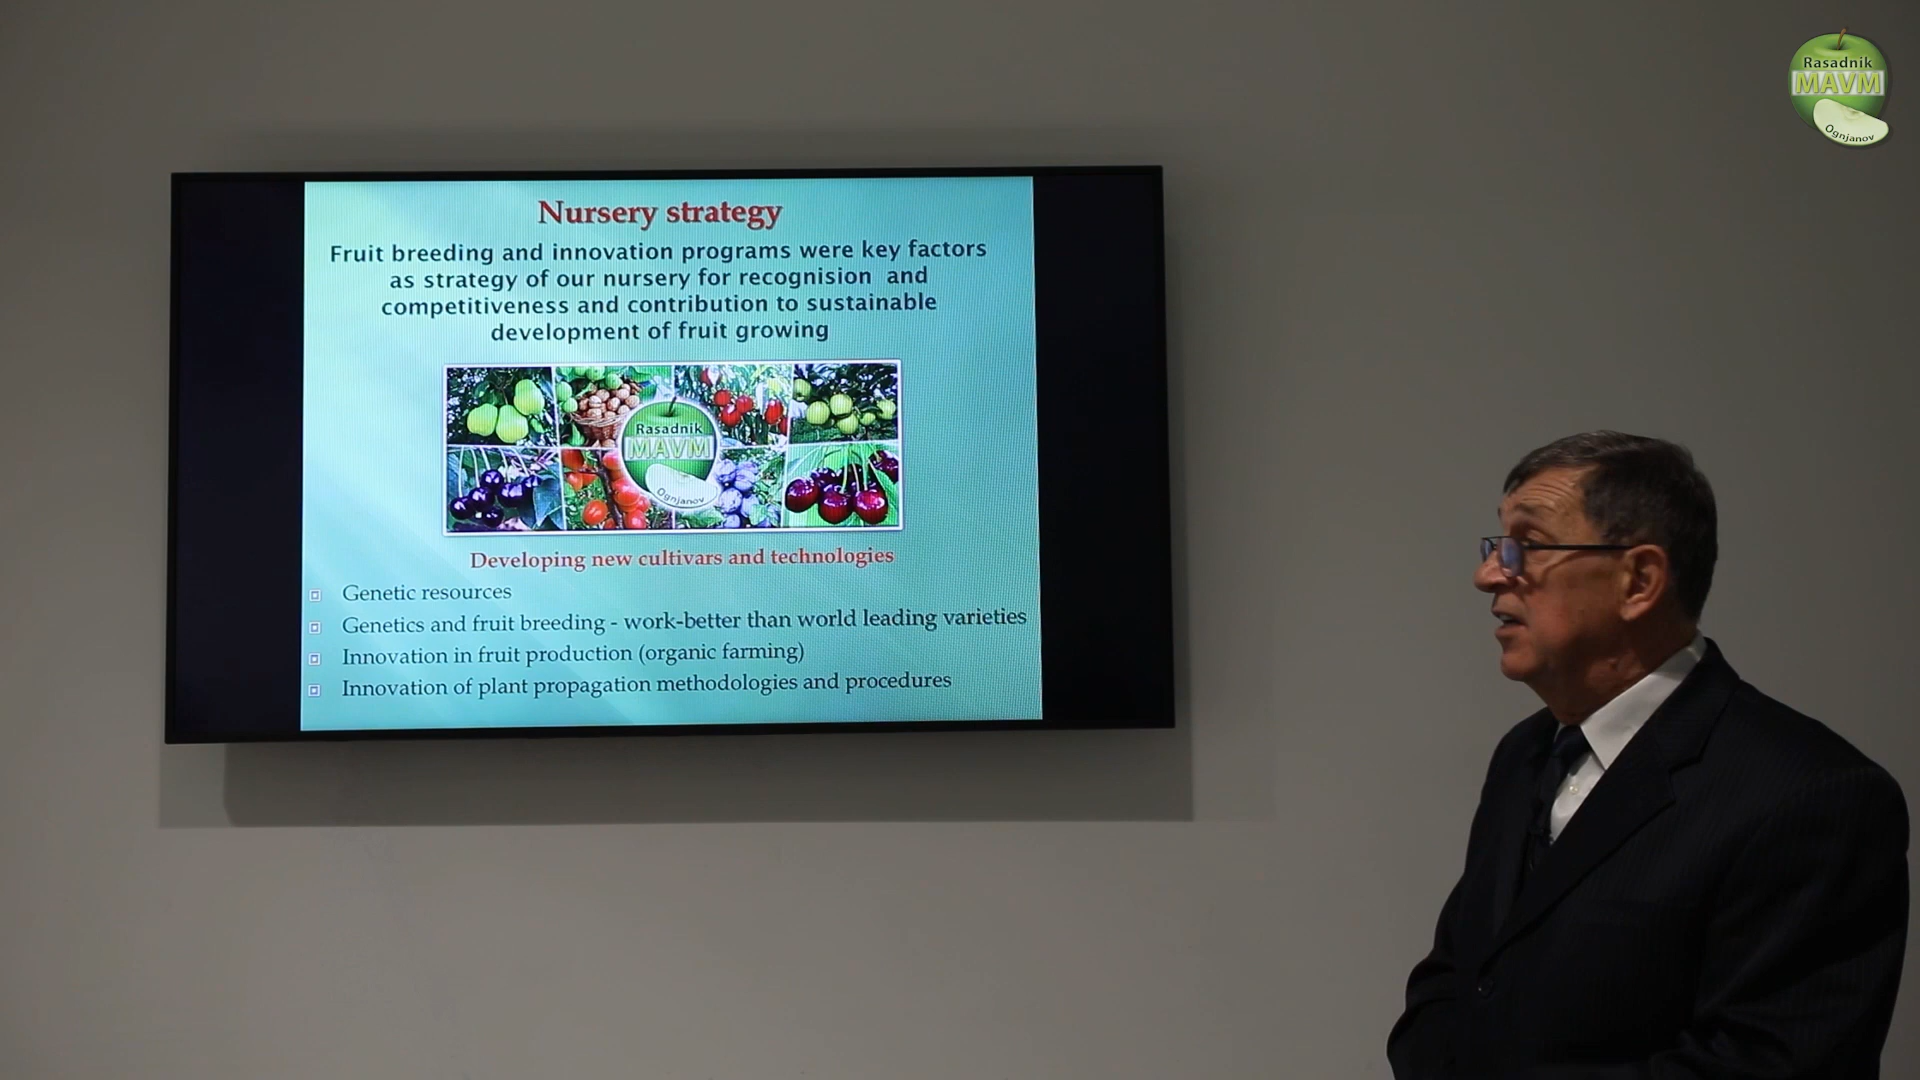 Rasadnik
MAVM
Ognjanov
Nursery strategy
Fruit breeding and innovation programs were key factors
as strategy of our nursery for recognision and
competitiveness and contribution to sustainable
development of fruit growing
Rasadnik
MAVM
Ognjanov
Developing new cultivars and technologies
Genetic resources
Genetics and fruit breeding - work-better than world leading varieties
Innovation in fruit production (organic farming)
Innovation of plant propagation methodologies and procedures